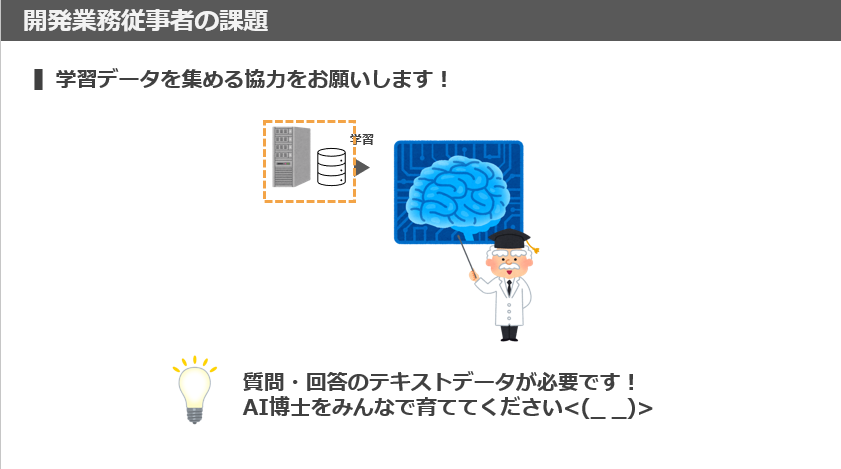 開発業務従事者の課題
学習データを集める協力をお願いします！
学習
質問・回答のテキストデータが必要です！
AI博士をみんなで育ててください<(_ _)>